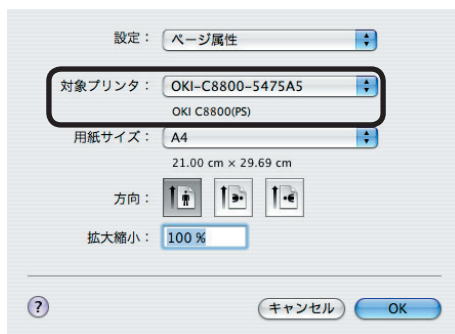 設定： ページ属性
対象プリンタ： OKI-C8800-5475A5
OKI C8800(PS)
用紙サイズ： A4
21.00 cm × 29.69 cm
方向：
拡大縮小： 100 %
? キャンセル OK